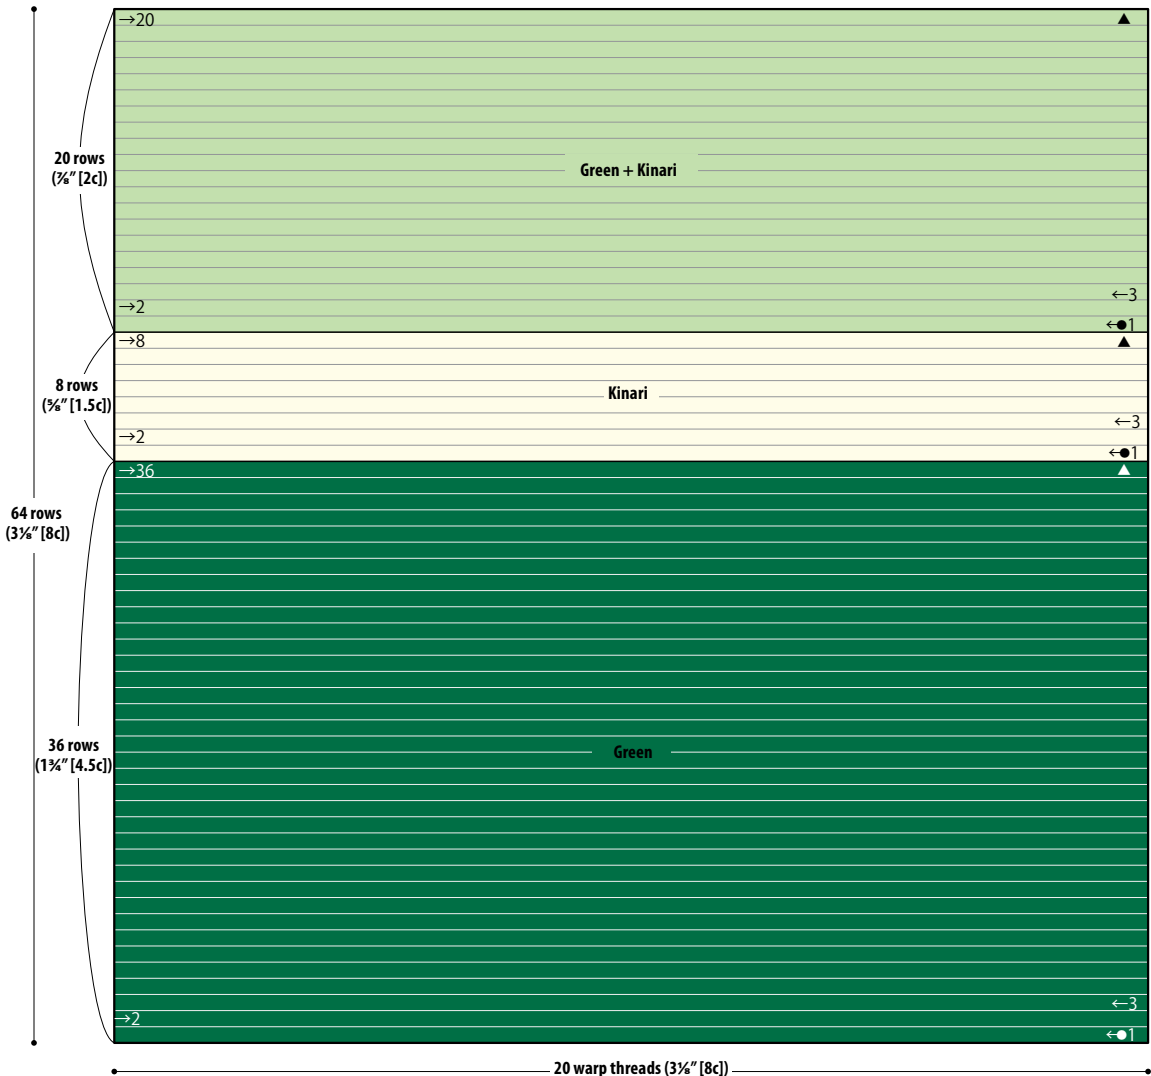 →20 ▲
20 rows
(⅞″ [2c])
Green + Kinari
←3
→2
←●1
→8 ▲
8 rows
(⅝″ [1.5c])
Kinari
←3
→2
←●1
→36 ▲
64 rows
(3⅛″ [8c])
36 rows
(1¾″ [4.5c])
Green
←3
→2
←●1
20 warp threads (3⅛″ [8c])